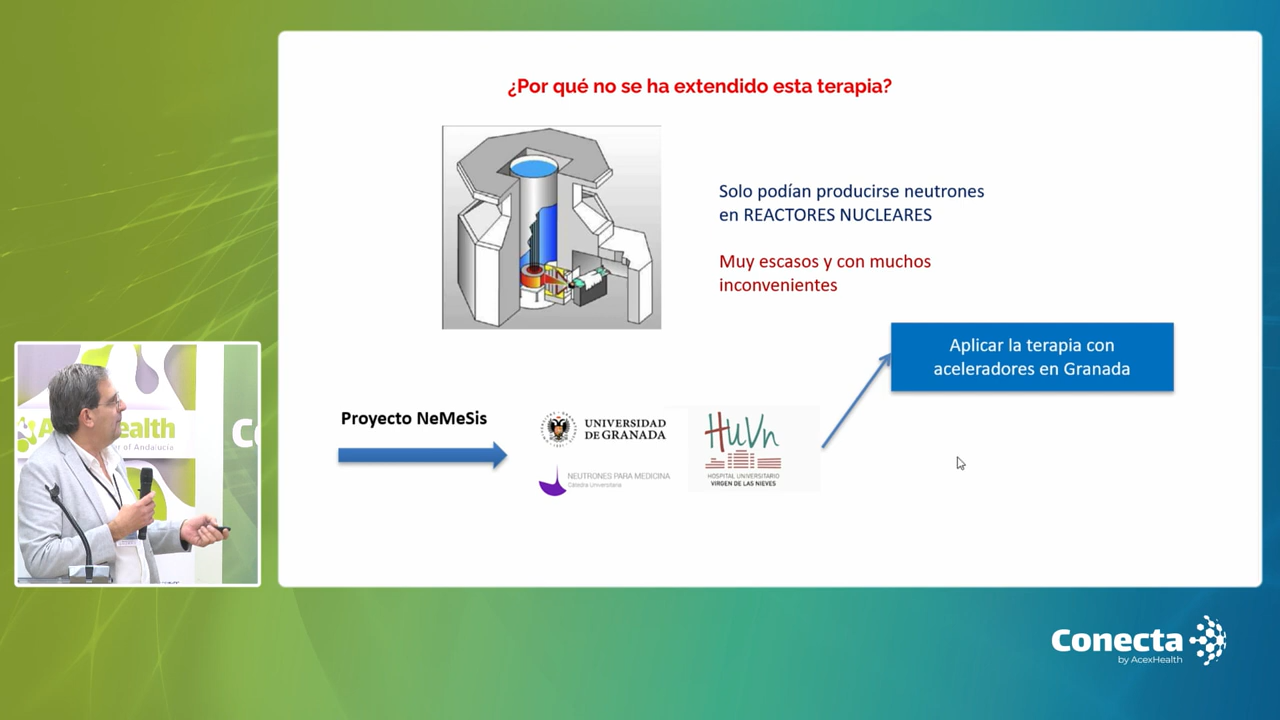 ¿Por qué no se ha extendido esta terapia?
Solo podían producirse neutrones
en REACTORES NUCLEARES
Muy escasos y con muchos
inconvenientes
Aplicar la terapia con
aceleradores en Granada
Proyecto NeMeSis
UNIVERSIDAD
DE GRANADA
NEUTRONES PARA MEDICINA
Cátedra Universitaria
HUVn
HOSPITAL UNIVERSITARIO
VIRGEN DE LAS NIEVES
Conecta
by AcexHealth